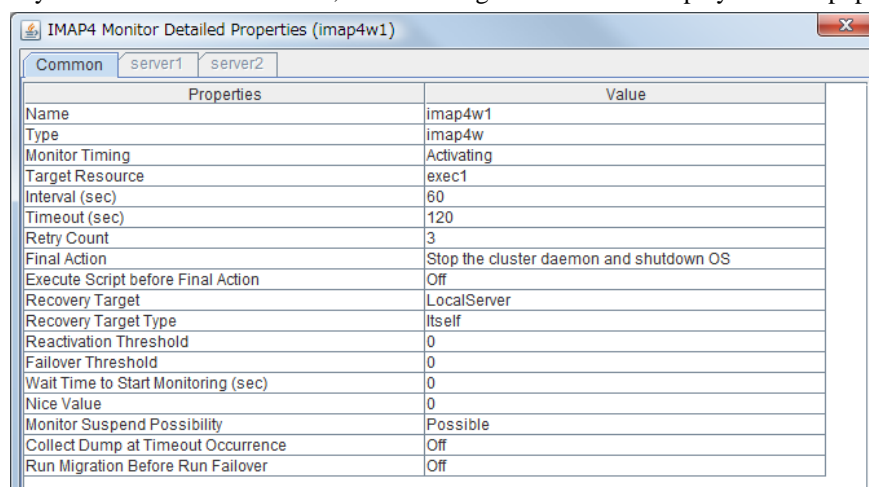 IMAP4 Monitor Detailed Properties (imap4w1)
Common server1 server2
Properties Value
Name imap4w1
Type imap4w
Monitor Timing Activating
Target Resource exec1
Interval (sec) 60
Timeout (sec) 120
Retry Count 3
Final Action Stop the cluster daemon and shutdown OS
Execute Script before Final Action Off
Recovery Target LocalServer
Recovery Target Type Itself
Reactivation Threshold 0
Failover Threshold 0
Wait Time to Start Monitoring (sec) 0
Nice Value 0
Monitor Suspend Possibility Possible
Collect Dump at Timeout Occurrence Off
Run Migration Before Run Failover Off